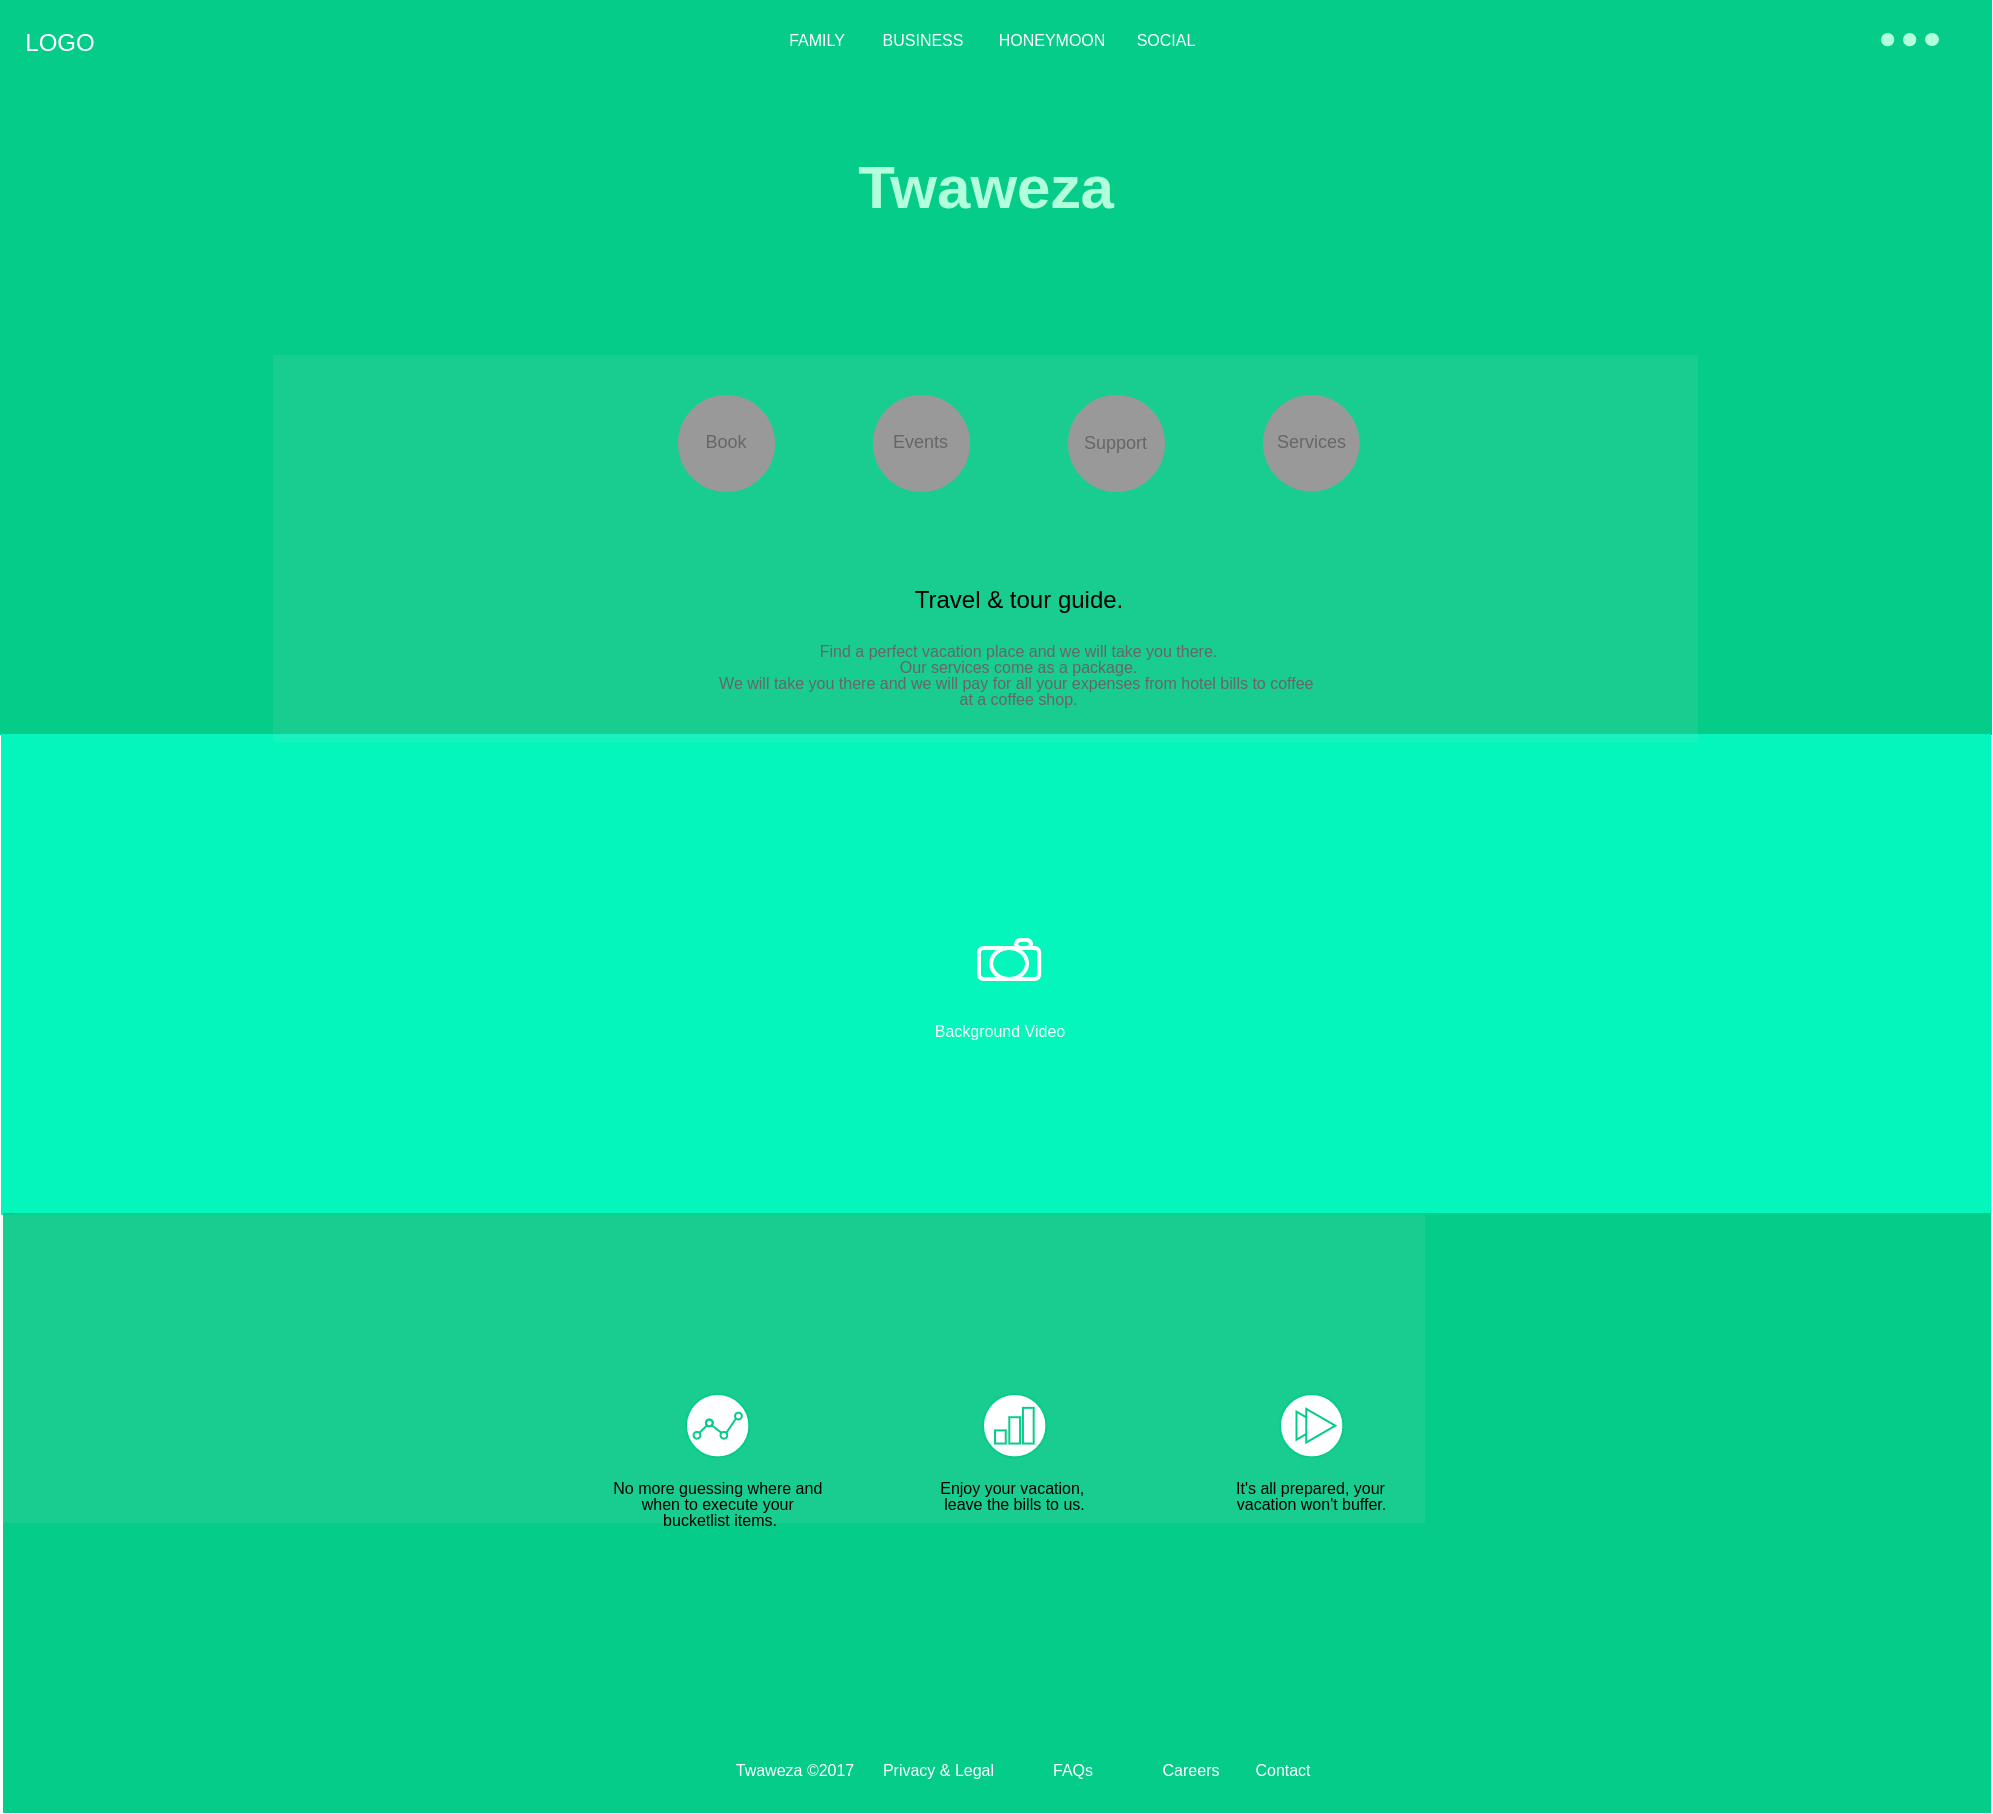 LOGO
FAMILY BUSINESS HONEYMOON SOCIAL
Twaweza
Book Events Support Services
Travel & tour guide.
Find a perfect vacation place and we will take you there.
Our services come as a package.
We will take you there and we will pay for all your expenses from hotel bills to coffee
at a coffee shop.
Background Video
No more guessing where and
when to execute your
bucketlist items.
Enjoy your vacation,
leave the bills to us.
It's all prepared, your
vacation won't buffer.
Twaweza ©2017 Privacy & Legal FAQs Careers Contact